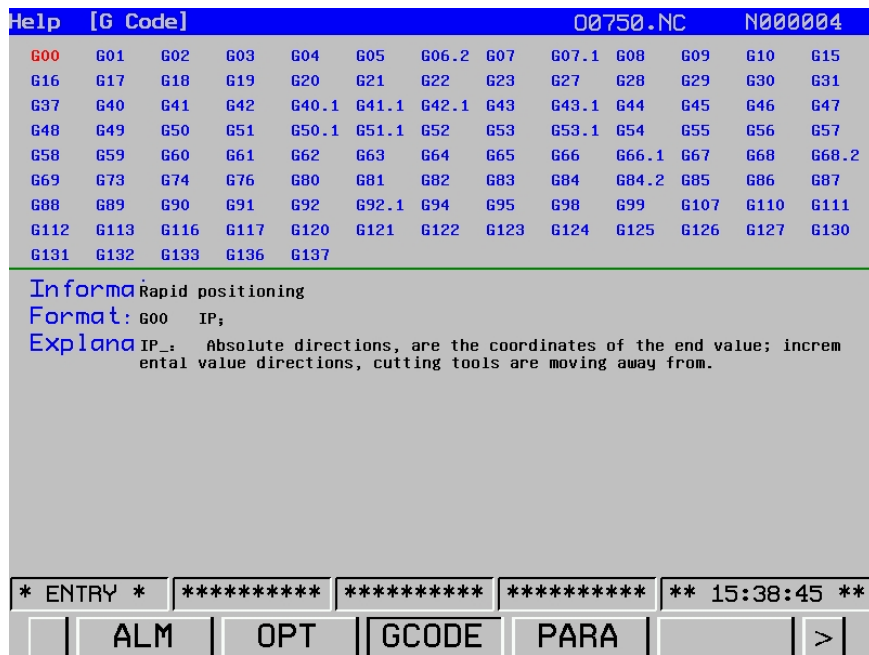 Help [G Code] O0750.NC N000004
G00 G01 G02 G03 G04 G05 G06.2 G07 G07.1 G08 G09 G10 G15
G16 G17 G18 G19 G20 G21 G22 G23 G27 G28 G29 G30 G31
G37 G40 G41 G42 G40.1 G41.1 G42.1 G43 G43.1 G44 G45 G46 G47
G48 G49 G50 G51 G50.1 G51.1 G52 G53 G53.1 G54 G55 G56 G57
G58 G59 G60 G61 G62 G63 G64 G65 G66 G66.1 G67 G68 G68.2
G69 G73 G74 G76 G80 G81 G82 G83 G84 G84.2 G85 G86 G87
G88 G89 G90 G91 G92 G92.1 G94 G95 G98 G99 G107 G110 G111
G112 G113 G116 G117 G120 G121 G122 G123 G124 G125 G126 G127 G130
G131 G132 G133 G136 G137
Informa Rapid positioning
Format: G00 IP;
Explana IP_: Absolute directions, are the coordinates of the end value; increm
ental value directions, cutting tools are moving away from.
* ENTRY * ********** ********** ********** ** 15:38:45 **
ALM OPT GCODE PARA >